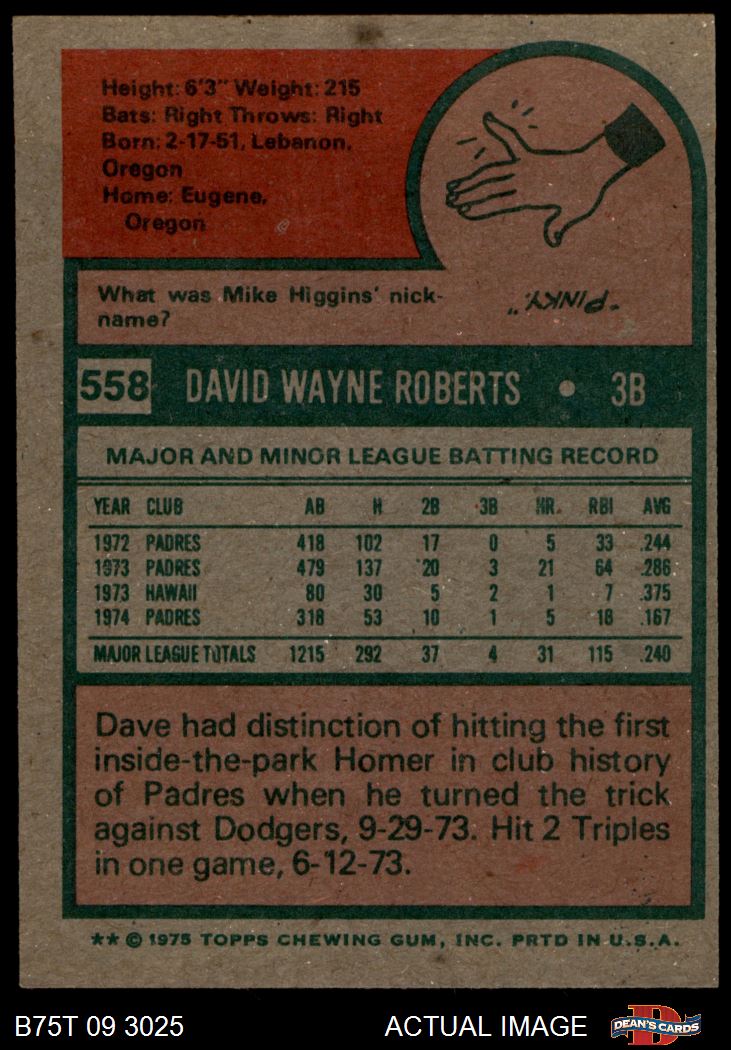 Height: 6'3" Weight: 215
Bats: Right Throws: Right
Born: 2-17-51, Lebanon,
Oregon
Home: Eugene,
Oregon
What was Mike Higgins' nick-
name?
"PINKY."
558 DAVID WAYNE ROBERTS • 3B
MAJOR AND MINOR LEAGUE BATTING RECORD
YEAR CLUB AB H 2B 3B HR. RBI AVG
1972 PADRES 418 102 17 0 5 33 .244
1973 PADRES 479 137 20 3 21 64 .286
1973 HAWAII 80 30 5 2 1 7 .375
1974 PADRES 318 53 10 1 5 18 .167
MAJOR LEAGUE TOTALS 1215 292 37 4 31 115 .240
Dave had distinction of hitting the first
inside-the-park Homer in club history
of Padres when he turned the trick
against Dodgers, 9-29-73. Hit 2 Triples
in one game, 6-12-73.
** © 1975 TOPPS CHEWING GUM, INC. PRTD IN U.S.A.
B75T 09 3025 ACTUAL IMAGE DEAN'S CARDS